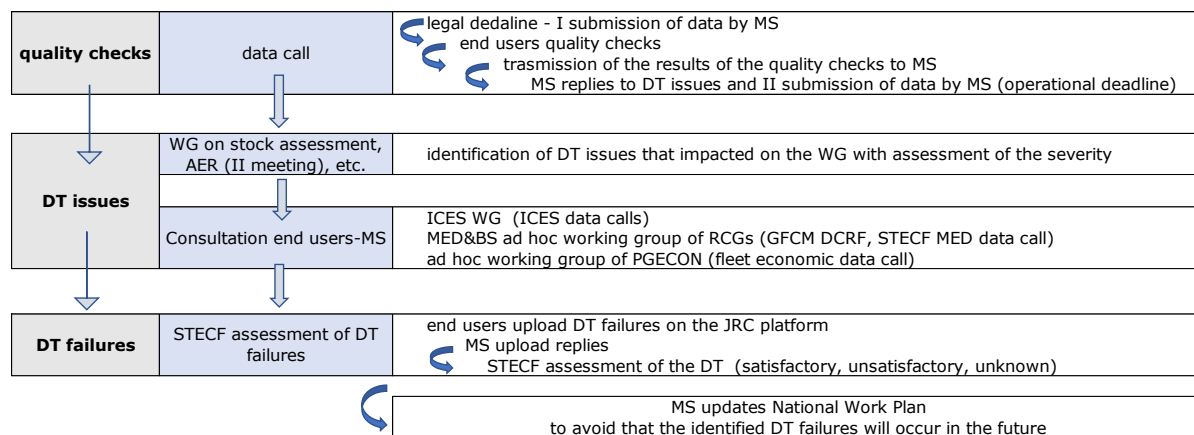 quality checks
data call
legal dedaline - I submission of data by MS
end users quality checks
trasmission of the results of the quality checks to MS
MS replies to DT issues and II submission of data by MS (operational deadline)
DT issues
WG on stock assessment,
AER (II meeting), etc.
identification of DT issues that impacted on the WG with assessment of the severity
Consultation end users-MS
ICES WG (ICES data calls)
MED&BS ad hoc working group of RCGs (GFCM DCRF, STECF MED data call)
ad hoc working group of PGECON (fleet economic data call)
DT failures
STECF assessment of DT
failures
end users upload DT failures on the JRC platform
MS upload replies
STECF assessment of the DT (satisfactory, unsatisfactory, unknown)
MS updates National Work Plan
to avoid that the identified DT failures will occur in the future